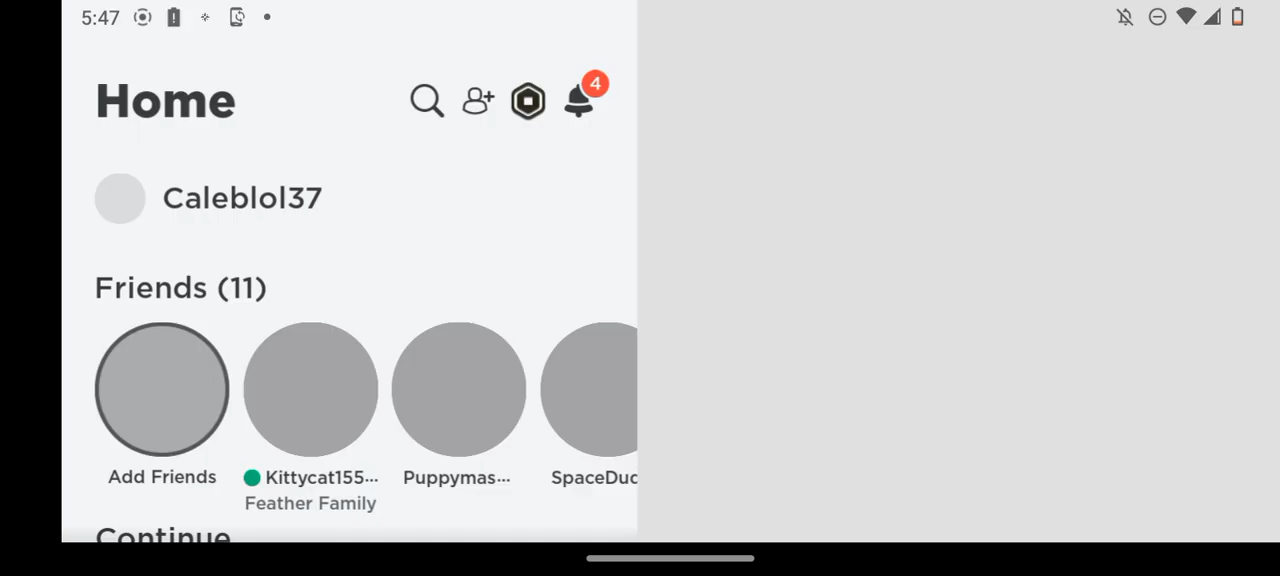 5:47
Home
4
Caleblol37
Friends (11)
Add Friends
Kittycat155...
Feather Family
Puppymas...
SpaceDuc
Continue